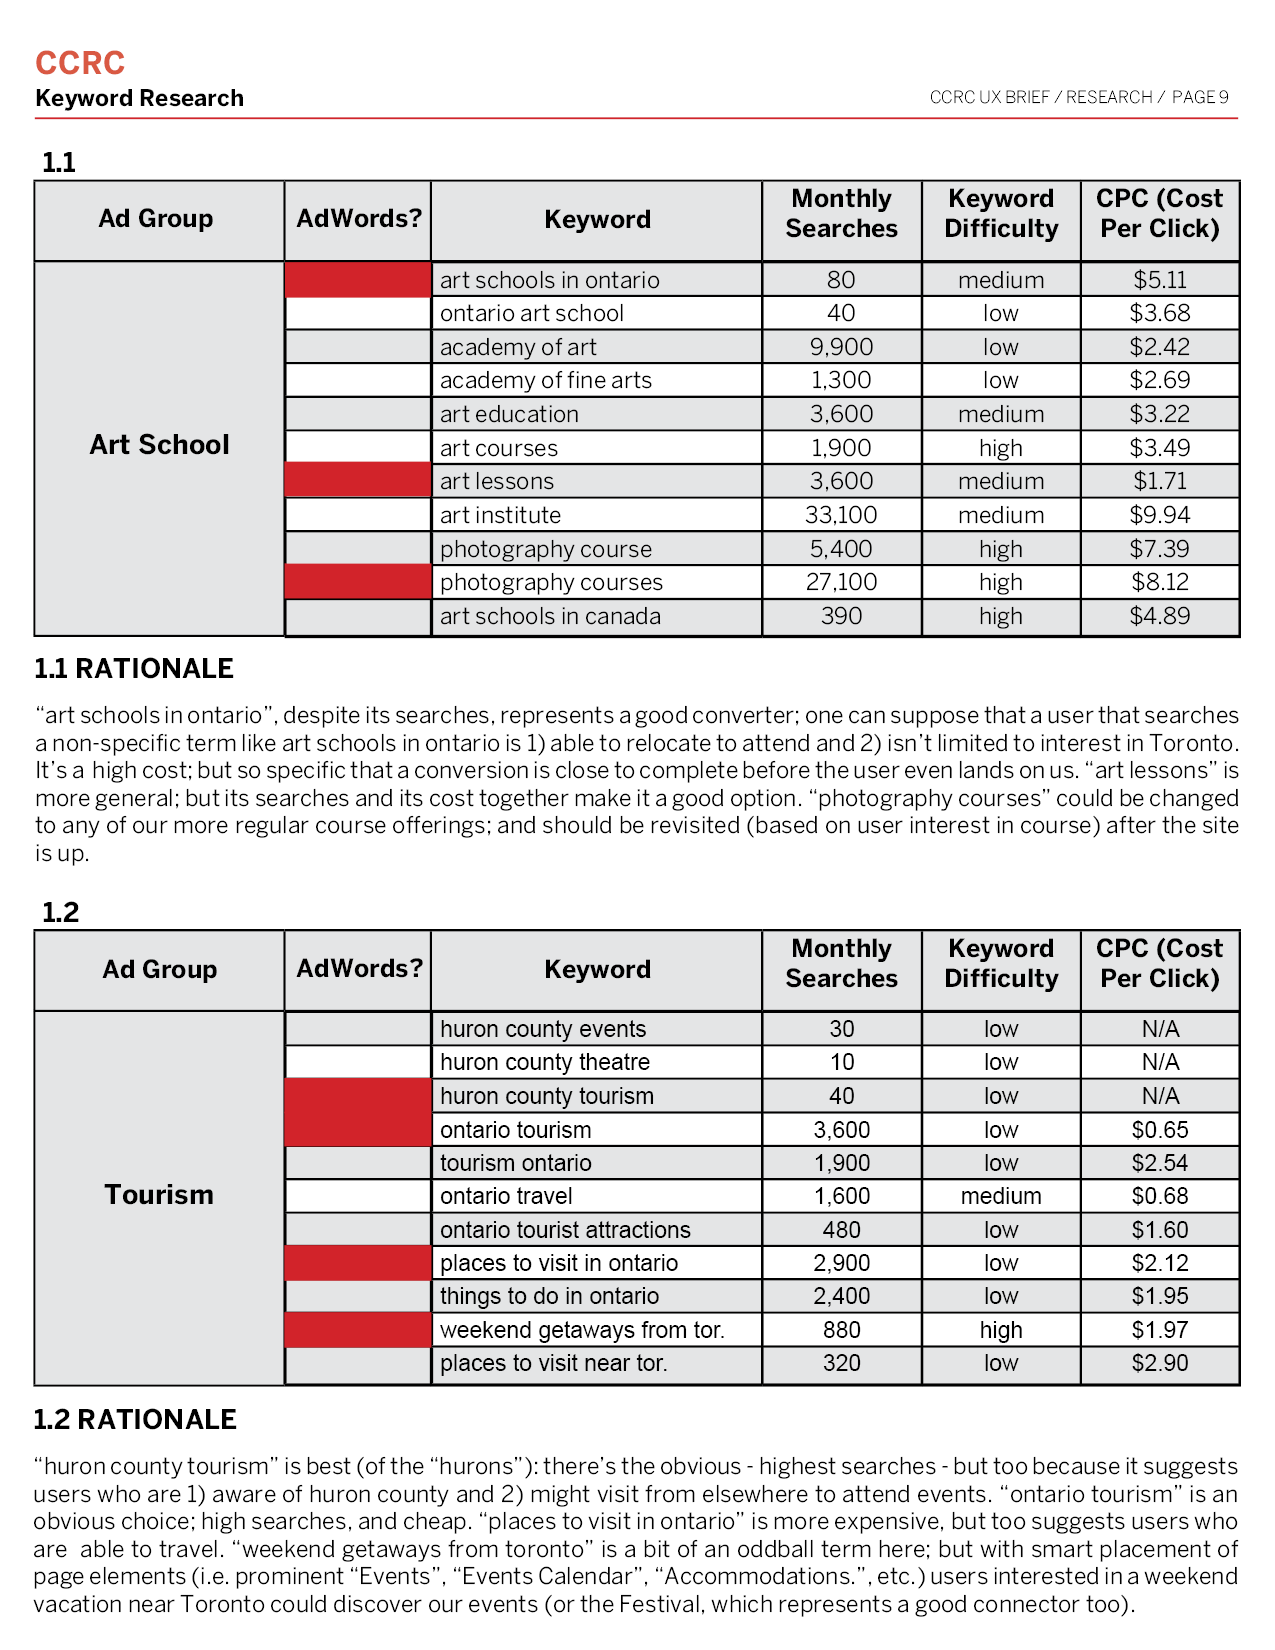 CCRC
Keyword Research
CCRC UX BRIEF / RESEARCH / PAGE 9
1.1
Ad Group AdWords? Keyword Monthly Searches Keyword Difficulty CPC (Cost Per Click)
Art School
art schools in ontario 80 medium $5.11
ontario art school 40 low $3.68
academy of art 9,900 low $2.42
academy of fine arts 1,300 low $2.69
art education 3,600 medium $3.22
art courses 1,900 high $3.49
art lessons 3,600 medium $1.71
art institute 33,100 medium $9.94
photography course 5,400 high $7.39
photography courses 27,100 high $8.12
art schools in canada 390 high $4.89
1.1 RATIONALE
“art schools in ontario”, despite its searches, represents a good converter; one can suppose that a user that searches
a non-specific term like art schools in ontario is 1) able to relocate to attend and 2) isn’t limited to interest in Toronto.
It’s a high cost; but so specific that a conversion is close to complete before the user even lands on us. “art lessons” is
more general; but its searches and its cost together make it a good option. “photography courses” could be changed
to any of our more regular course offerings; and should be revisited (based on user interest in course) after the site
is up.
1.2
Ad Group AdWords? Keyword Monthly Searches Keyword Difficulty CPC (Cost Per Click)
Tourism
huron county events 30 low N/A
huron county theatre 10 low N/A
huron county tourism 40 low N/A
ontario tourism 3,600 low $0.65
tourism ontario 1,900 low $2.54
ontario travel 1,600 medium $0.68
ontario tourist attractions 480 low $1.60
places to visit in ontario 2,900 low $2.12
things to do in ontario 2,400 low $1.95
weekend getaways from tor. 880 high $1.97
places to visit near tor. 320 low $2.90
1.2 RATIONALE
“huron county tourism” is best (of the “hurons”): there’s the obvious - highest searches - but too because it suggests
users who are 1) aware of huron county and 2) might visit from elsewhere to attend events. “ontario tourism” is an
obvious choice; high searches, and cheap. “places to visit in ontario” is more expensive, but too suggests users who
are able to travel. “weekend getaways from toronto” is a bit of an oddball term here; but with smart placement of
page elements (i.e. prominent “Events”, “Events Calendar”, “Accommodations.”, etc.) users interested in a weekend
vacation near Toronto could discover our events (or the Festival, which represents a good connector too).